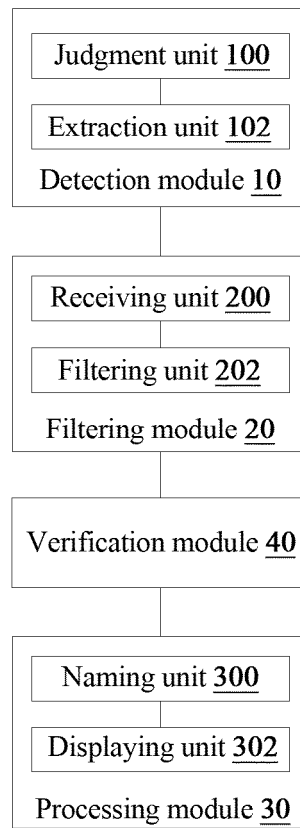 Judgment unit 100
Extraction unit 102
Detection module 10
Receiving unit 200
Filtering unit 202
Filtering module 20
Verification module 40
Naming unit 300
Displaying unit 302
Processing module 30